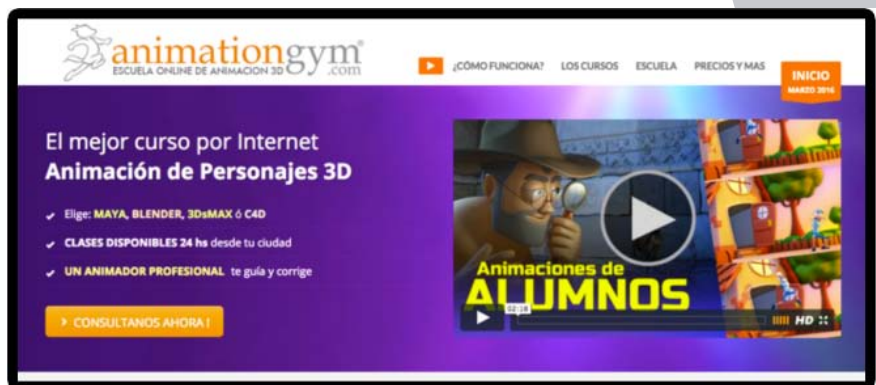 animationgym
.com
ESCUELA ONLINE DE ANIMACION 3D
¿CÓMO FUNCIONA?
LOS CURSOS
ESCUELA
PRECIOS Y MAS
INICIO
MARZO 2016
El mejor curso por Internet
Animación de Personajes 3D
Elige: MAYA, BLENDER, 3DsMAX ó C4D
CLASES DISPONIBLES 24 hs desde tu ciudad
UN ANIMADOR PROFESIONAL te guía y corrige
CONSULTANOS AHORA !
Animaciones de
ALUMNOS
02:18
HD